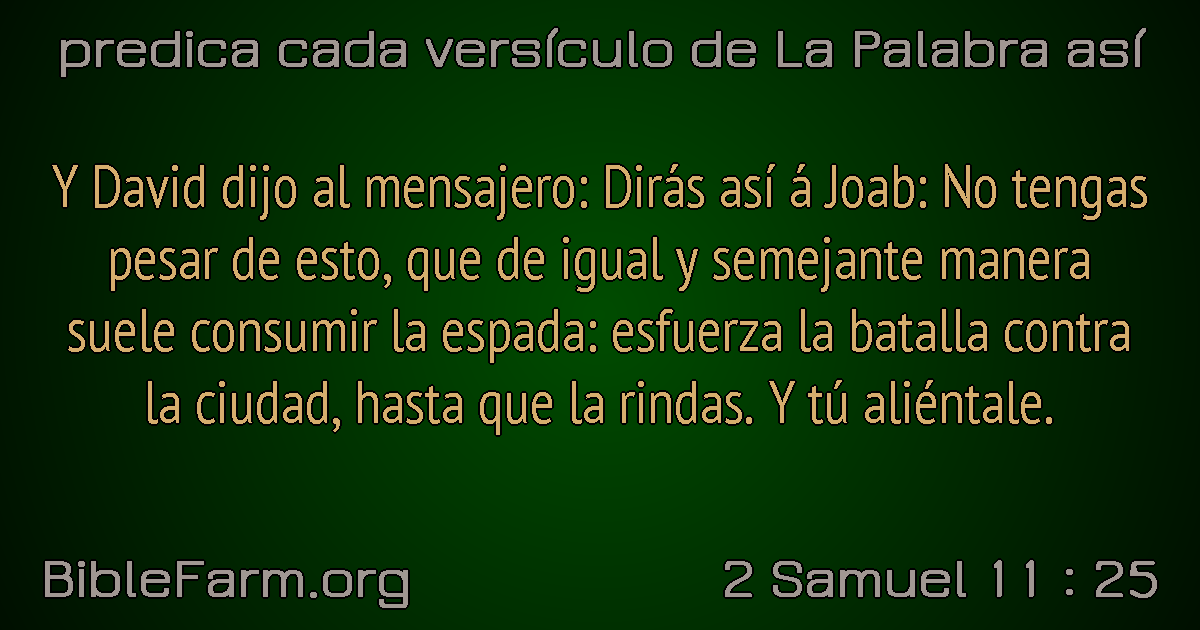 predica cada versículo de La Palabra así
Y David dijo al mensajero: Dirás así á Joab: No tengas
pesar de esto, que de igual y semejante manera
suele consumir la espada: esfuerza la batalla contra
la ciudad, hasta que la rindas. Y tú aliéntale.
BibleFarm.org
2 Samuel 11 : 25